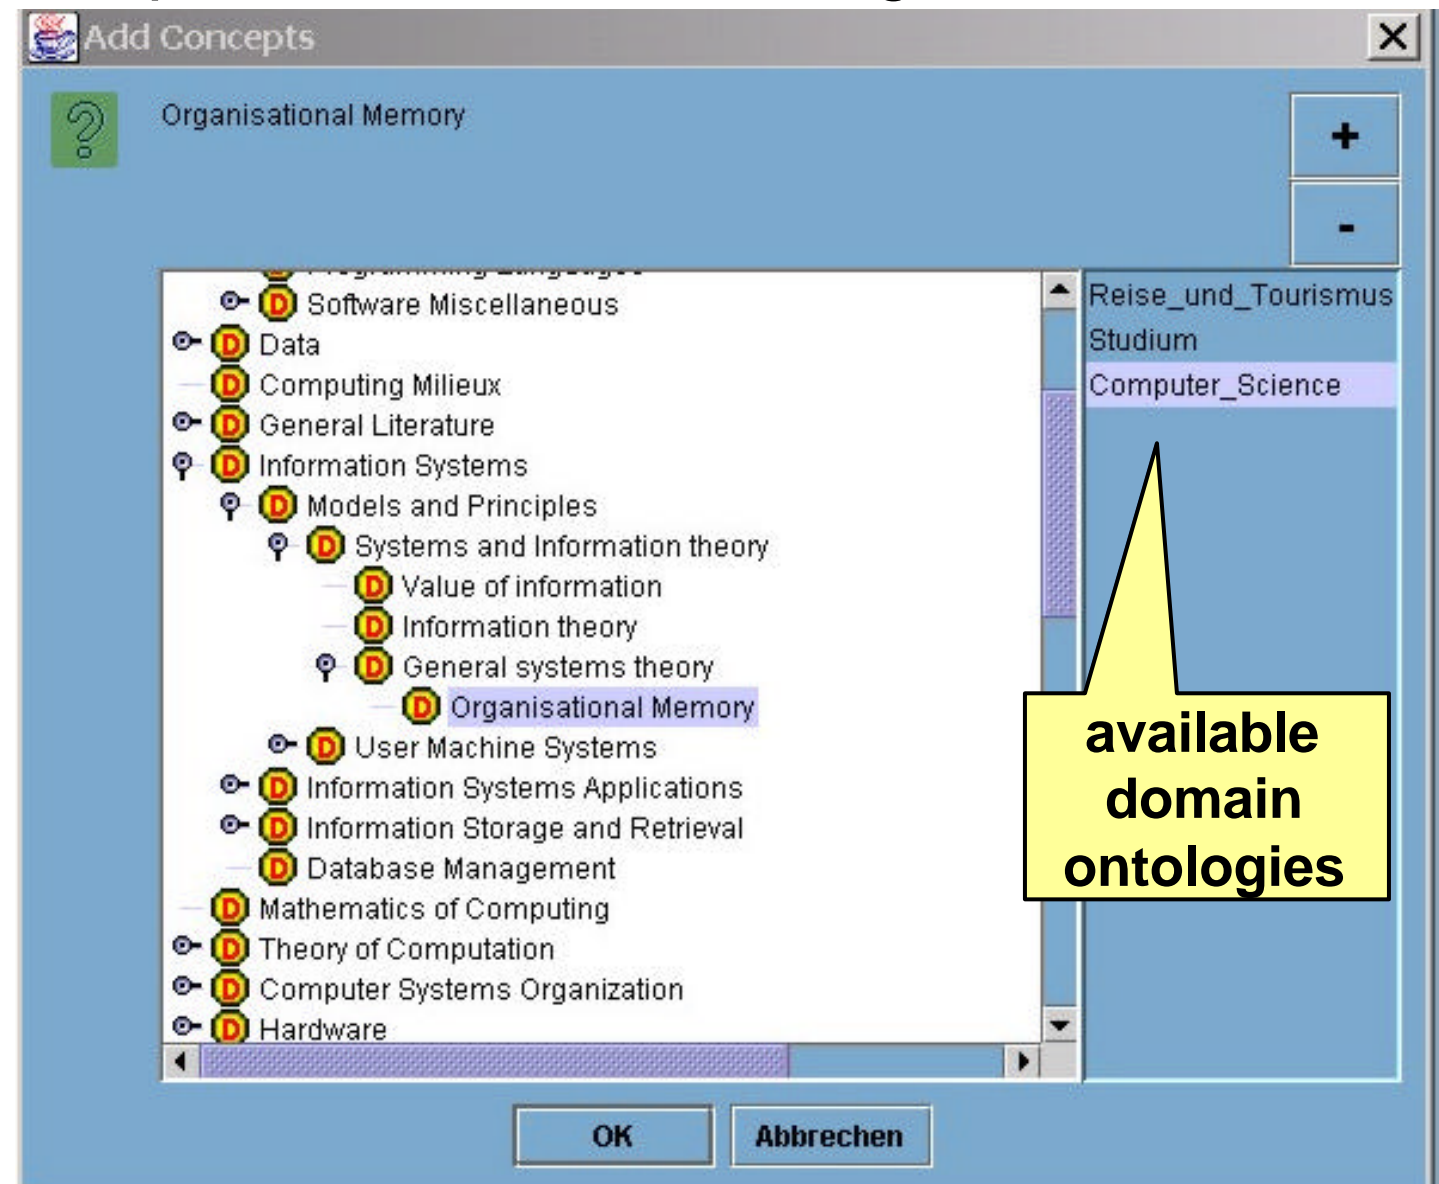 Add Concepts
Organisational Memory
+
-
Software Miscellaneous
Data
Computing Milieux
General Literature
Information Systems
Models and Principles
Systems and Information theory
Value of information
Information theory
General systems theory
Organisational Memory
User Machine Systems
Information Systems Applications
Information Storage and Retrieval
Database Management
Mathematics of Computing
Theory of Computation
Computer Systems Organization
Hardware
Reise_und_Tourismus
Studium
Computer_Science
available
domain
ontologies
OK
Abbrechen